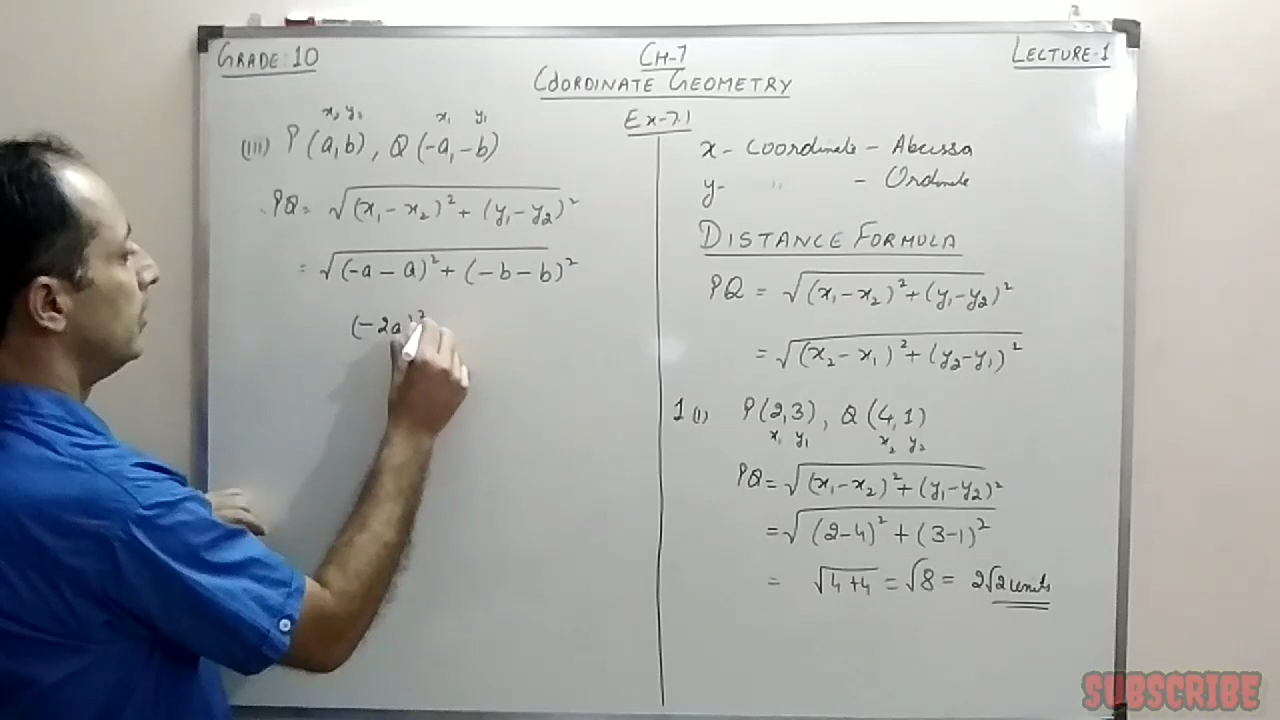 GRADE-10
CH-7
LECTURE-1
COORDINATE GEOMETRY
Ex-7.1
x₂ y₂ x₁ y₁
(III) P(a,b), Q(-a,-b)
PQ = √(x₁-x₂)²+(y₁-y₂)²
= √(-a-a)²+(-b-b)²
(-2a)²
x- Coordinate - Abcissa
y- " - Ordinate
DISTANCE FORMULA
PQ = √(x₁-x₂)²+(y₁-y₂)²
= √(x₂-x₁)²+(y₂-y₁)²
1 (i) P(2,3), Q(4,1)
x₁ y₁ x₂ y₂
PQ = √(x₁-x₂)²+(y₁-y₂)²
= √(2-4)²+(3-1)²
= √4+4 = √8 = 2√2 units
SUBSCRIBE